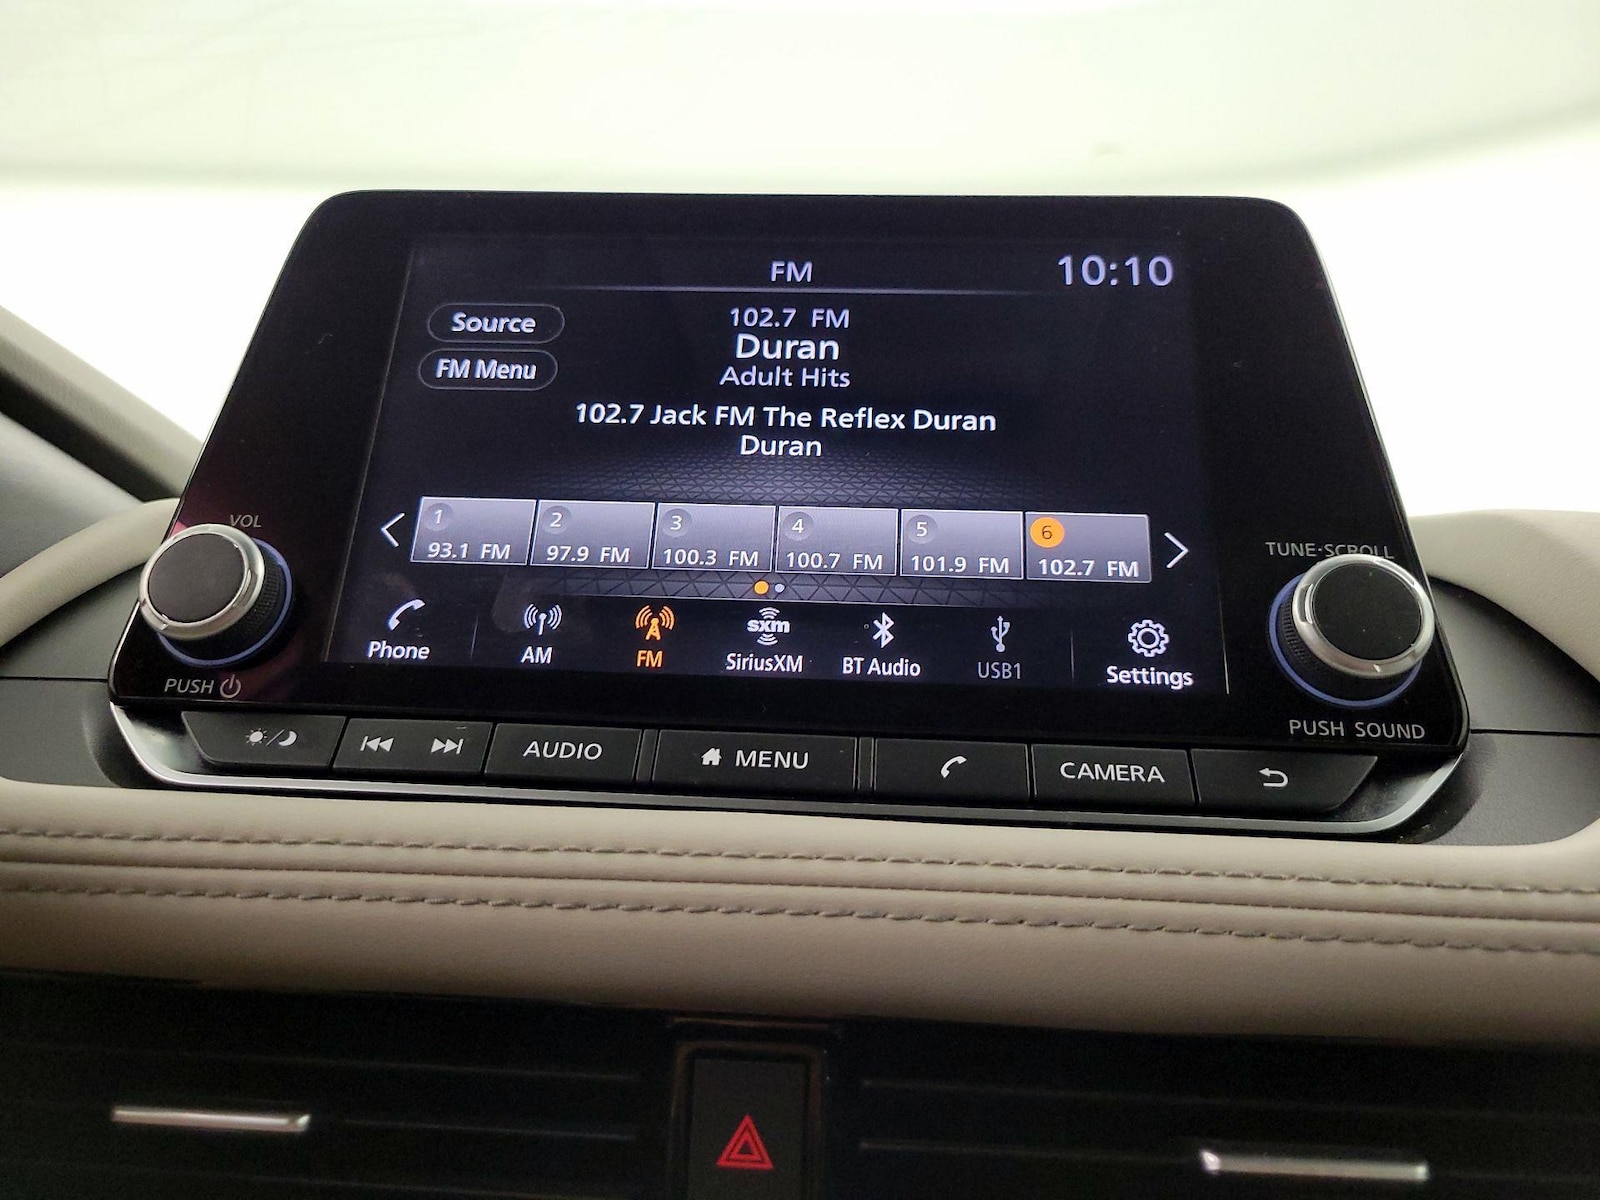 FM
10:10
Source
102.7 FM
Duran
FM Menu
Adult Hits
102.7 Jack FM The Reflex Duran
Duran
1
93.1 FM
2
97.9 FM
3
100.3 FM
4
100.7 FM
5
101.9 FM
6
102.7 FM
VOL
TUNE·SCROLL
Phone
AM
FM
sxm
SiriusXM
BT Audio
USB1
Settings
PUSH
PUSH SOUND
AUDIO
MENU
CAMERA